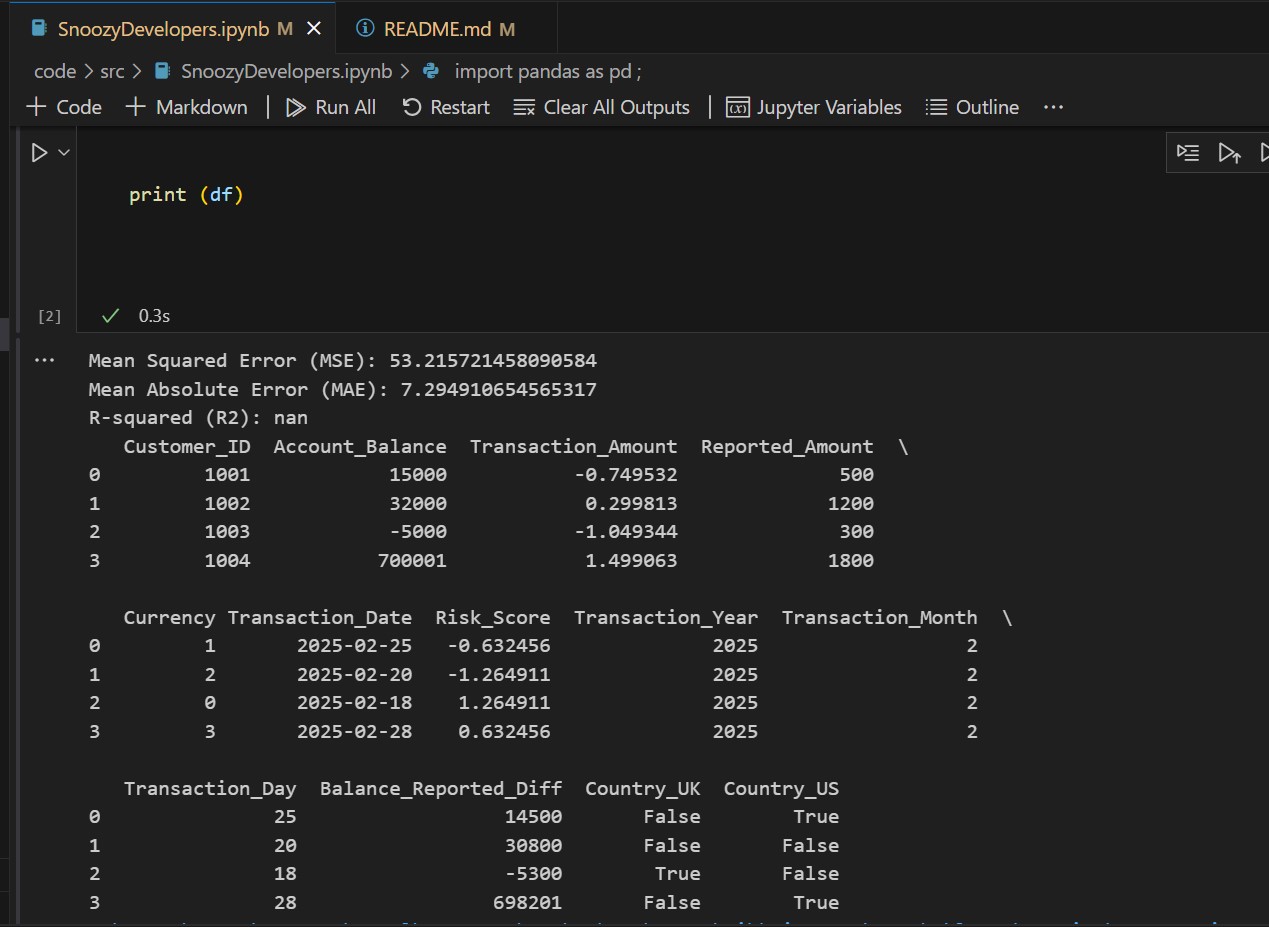 SnoozyDevelopers.ipynb M README.md M
code > src > SnoozyDevelopers.ipynb > import pandas as pd ;
+ Code + Markdown | Run All Restart Clear All Outputs | Jupyter Variables Outline ...
print (df)
[2] 0.3s
... Mean Squared Error (MSE): 53.215721458090584
Mean Absolute Error (MAE): 7.294910654565317
R-squared (R2): nan
Customer_ID Account_Balance Transaction_Amount Reported_Amount \
0 1001 15000 -0.749532 500
1 1002 32000 0.299813 1200
2 1003 -5000 -1.049344 300
3 1004 700001 1.499063 1800
Currency Transaction_Date Risk_Score Transaction_Year Transaction_Month \
0 1 2025-02-25 -0.632456 2025 2
1 2 2025-02-20 -1.264911 2025 2
2 0 2025-02-18 1.264911 2025 2
3 3 2025-02-28 0.632456 2025 2
Transaction_Day Balance_Reported_Diff Country_UK Country_US
0 25 14500 False True
1 20 30800 False False
2 18 -5300 True False
3 28 698201 False True